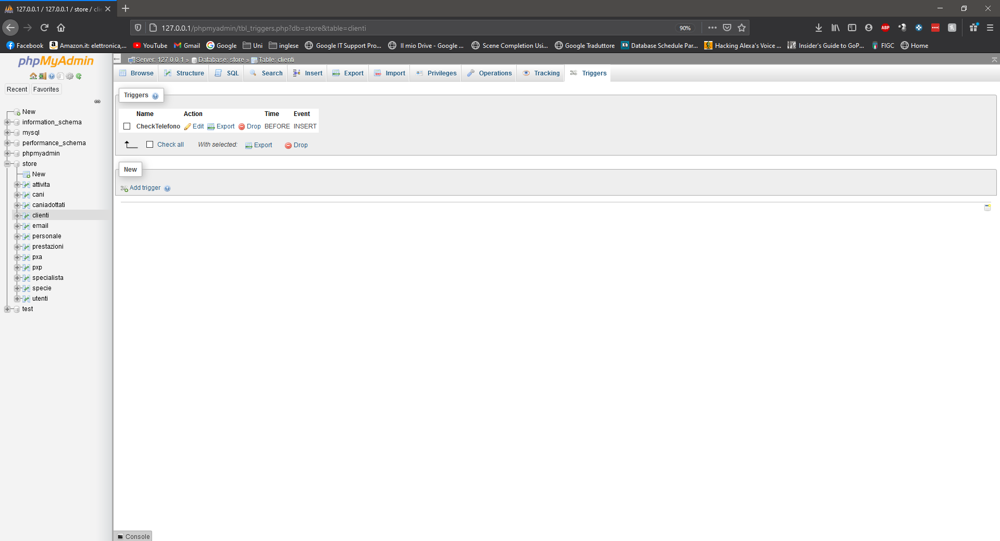 127.0.0.1 / 127.0.0.1 / store / cli
127.0.0.1/phpmyadmin/tbl_triggers.php?db=store&table=clienti
90%
ABP
Facebook
Amazon.it: elettronica,...
YouTube
Gmail
Google
Uni
inglese
Google IT Support Pro...
Il mio Drive - Google ...
Scene Completion Usi...
Google Traduttore
Kh
Database Schedule Par...
Hacking Alexa's Voice ...
Insider's Guide to GoP...
FIGC
Home
phpMyAdmin
Recent
Favorites
New
information_schema
mysql
performance_schema
phpmyadmin
store
New
attivita
cani
caniadottati
clienti
email
personale
prestazioni
pxa
pxp
specialista
specie
utenti
test
Server: 127.0.0.1 » Database: store » Table: clienti
Browse
Structure
SQL
Search
Insert
Export
Import
Privileges
Operations
Tracking
Triggers
Triggers
Name Action Time Event
CheckTelefono Edit Export Drop BEFORE INSERT
Check all With selected: Export Drop
New
Add trigger
Console